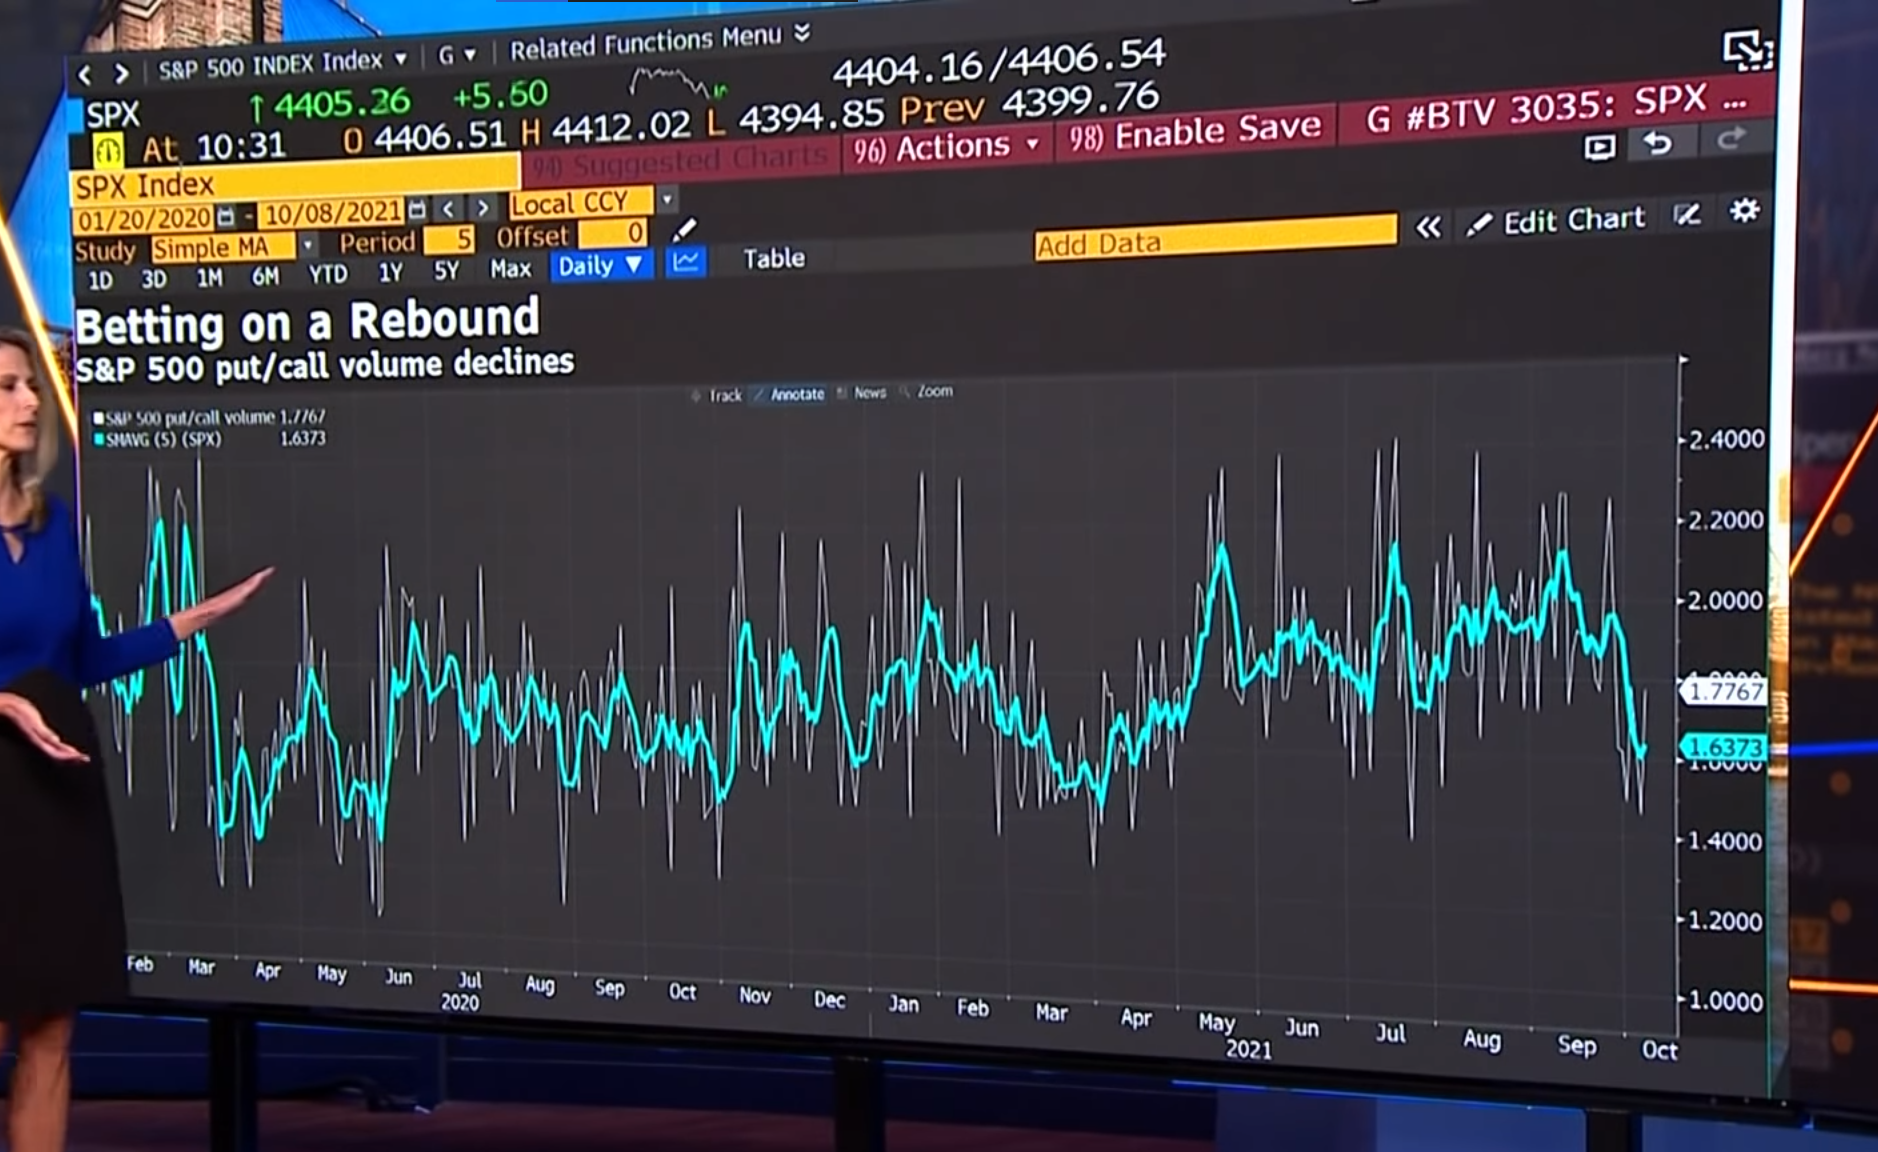 S&P 500 INDEX Index G Related Functions Menu
SPX ↑ 4405.26 +5.50 4404.16/4406.54
At 10:31 O 4406.51 H 4412.02 L 4394.85 Prev 4399.76
SPX Index 94) Suggested Charts 96) Actions 98) Enable Save G #BTV 3035: SPX ...
01/20/2020 - 10/08/2021 Local CCY
Study Simple MA Period 5 Offset 0 Add Data « Edit Chart
1D 3D 1M 6M YTD 1Y 5Y Max Daily Table
Betting on a Rebound
S&P 500 put/call volume declines
Track Annotate News Zoom
S&P 500 put/call volume 1.7767
SMAVG (5) (SPX) 1.6373
2.4000
2.2000
2.0000
1.7767
1.6373
1.4000
1.2000
1.0000
Feb Mar Apr May Jun Jul Aug Sep Oct Nov Dec Jan Feb Mar Apr May Jun Jul Aug Sep Oct
2020 2021